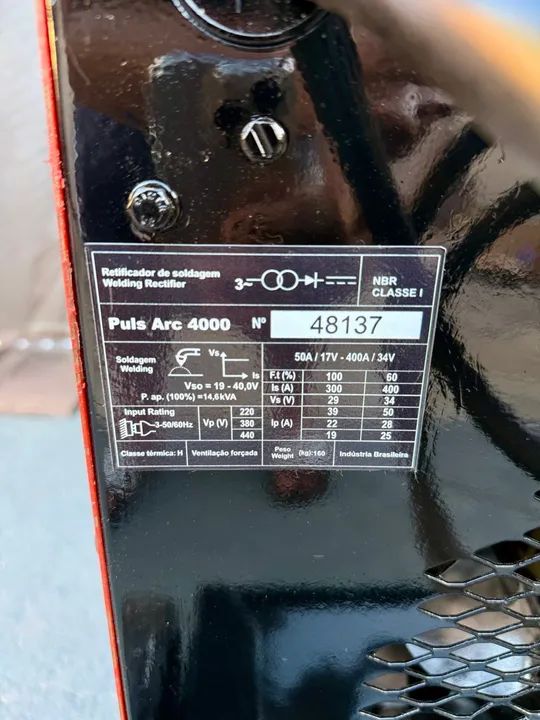 Retificador de soldagem
Welding Rectifier
3~
NBR
CLASSE I
Puls Arc 4000 Nº 48137
Soldagem
Welding
Vs
Is
Vso = 19 - 40,0V
P. ap. (100%) =14,6kVA
50A / 17V - 400A / 34V
F.t (%) 100 60
Is (A) 300 400
Vs (V) 29 34
Input Rating
3~50/60Hz
Vp (V)
220
380
440
Ip (A)
39 50
22 28
19 25
Classe térmica: H
Ventilação forçada
Peso
Weight (kg):160
Indústria Brasileira